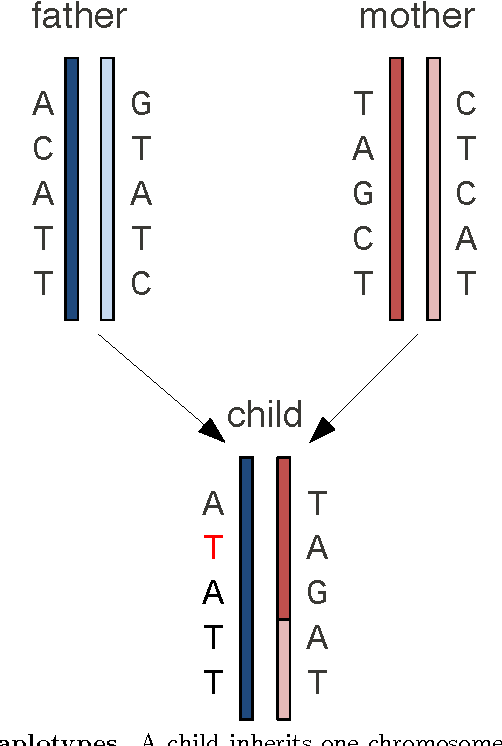 father mother
A G T C
C T A T
A A G C
T T C A
T C T T
child
A T
T A
A G
T A
T T
aplotypes. A child inherits one chromosome